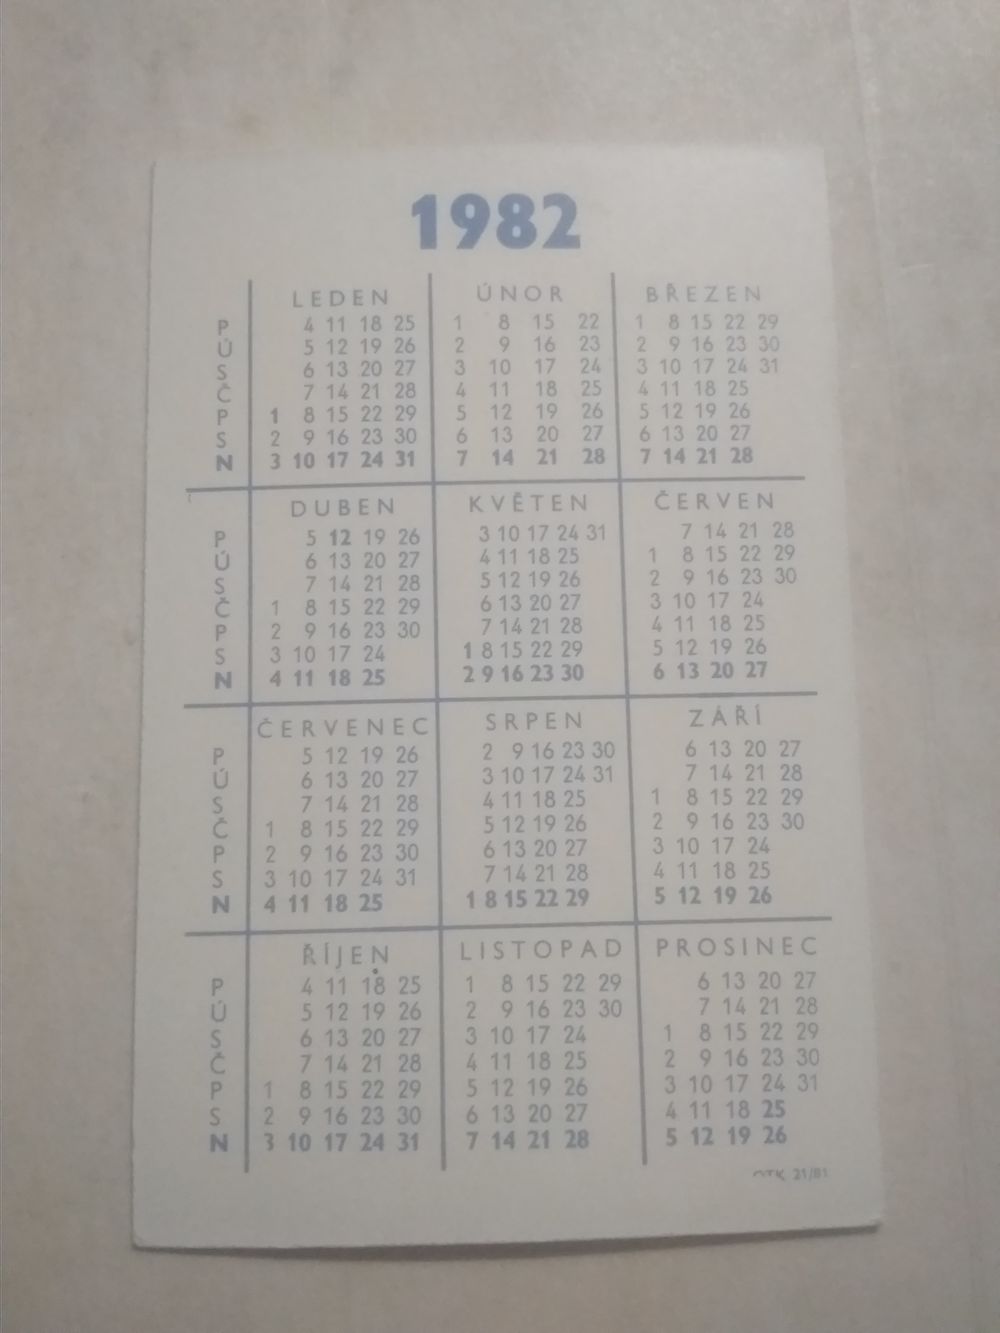 1982
LEDEN ÚNOR BŘEZEN
P 4 11 18 25 1 8 15 22 1 8 15 22 29
Ú 5 12 19 26 2 9 16 23 2 9 16 23 30
S 6 13 20 27 3 10 17 24 3 10 17 24 31
Č 7 14 21 28 4 11 18 25 4 11 18 25
P 1 8 15 22 29 5 12 19 26 5 12 19 26
S 2 9 16 23 30 6 13 20 27 6 13 20 27
N 3 10 17 24 31 7 14 21 28 7 14 21 28
DUBEN KVĚTEN ČERVEN
P 5 12 19 26 3 10 17 24 31 7 14 21 28
Ú 6 13 20 27 4 11 18 25 1 8 15 22 29
S 7 14 21 28 5 12 19 26 2 9 16 23 30
Č 1 8 15 22 29 6 13 20 27 3 10 17 24
P 2 9 16 23 30 7 14 21 28 4 11 18 25
S 3 10 17 24 1 8 15 22 29 5 12 19 26
N 4 11 18 25 2 9 16 23 30 6 13 20 27
ČERVENEC SRPEN ZÁŘÍ
P 5 12 19 26 2 9 16 23 30 6 13 20 27
Ú 6 13 20 27 3 10 17 24 31 7 14 21 28
S 7 14 21 28 4 11 18 25 1 8 15 22 29
Č 1 8 15 22 29 5 12 19 26 2 9 16 23 30
P 2 9 16 23 30 6 13 20 27 3 10 17 24
S 3 10 17 24 31 7 14 21 28 4 11 18 25
N 4 11 18 25 1 8 15 22 29 5 12 19 26
ŘÍJEN LISTOPAD PROSINEC
P 4 11 18 25 1 8 15 22 29 6 13 20 27
Ú 5 12 19 26 2 9 16 23 30 7 14 21 28
S 6 13 20 27 3 10 17 24 1 8 15 22 29
Č 7 14 21 28 4 11 18 25 2 9 16 23 30
P 1 8 15 22 29 5 12 19 26 3 10 17 24 31
S 2 9 16 23 30 6 13 20 27 4 11 18 25
N 3 10 17 24 31 7 14 21 28 5 12 19 26
OTK 21/81